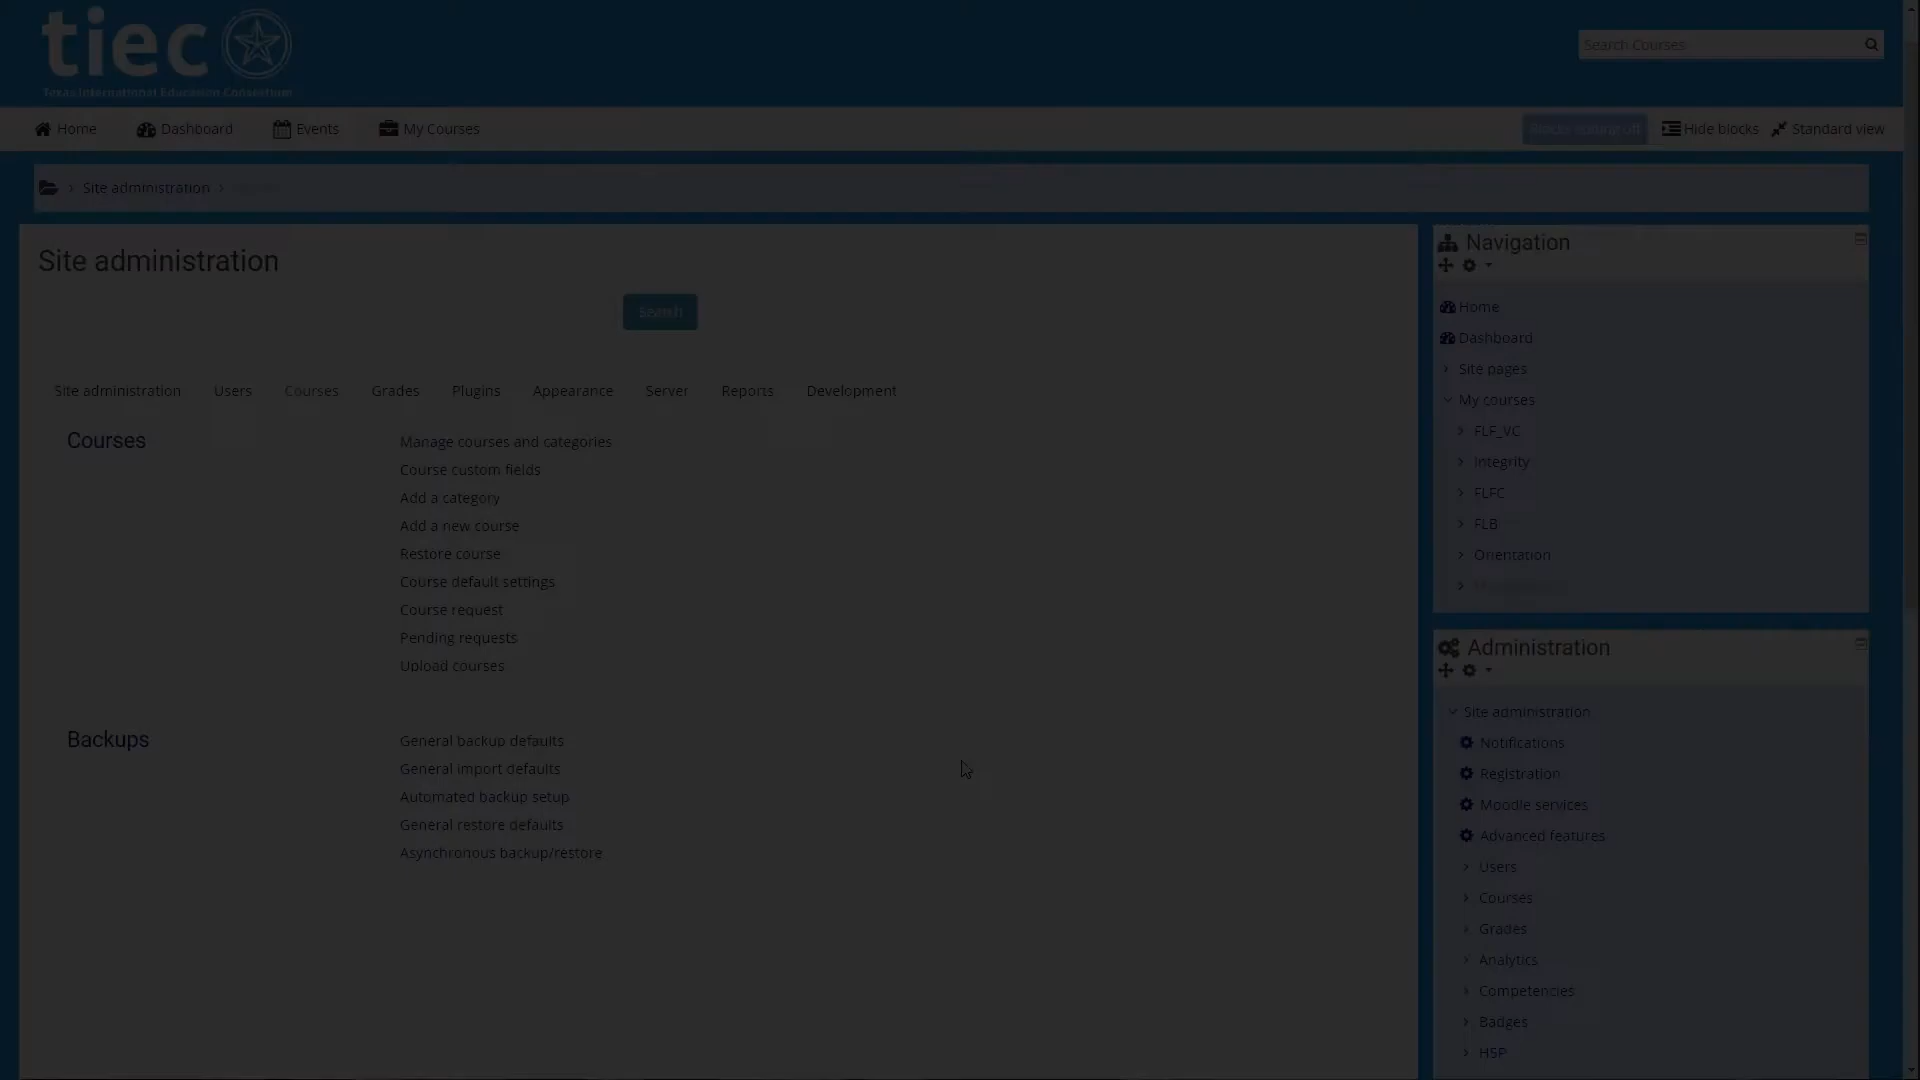 tiec
Texas International Education Consortium
Search Courses
Home
Dashboard
Events
My Courses
Blocks editing off
Hide blocks
Standard view
Site administration
Site administration
Search
Site administration
Users
Courses
Grades
Plugins
Appearance
Server
Reports
Development
Courses
Manage courses and categories
Course custom fields
Add a category
Add a new course
Restore course
Course default settings
Course request
Pending requests
Upload courses
Backups
General backup defaults
General import defaults
Automated backup setup
General restore defaults
Asynchronous backup/restore
Navigation
Home
Dashboard
Site pages
My courses
FLF_VC
Integrity
FLFC
FLB
Orientation
Administration
Site administration
Notifications
Registration
Moodle services
Advanced features
Users
Courses
Grades
Analytics
Competencies
Badges
H5P